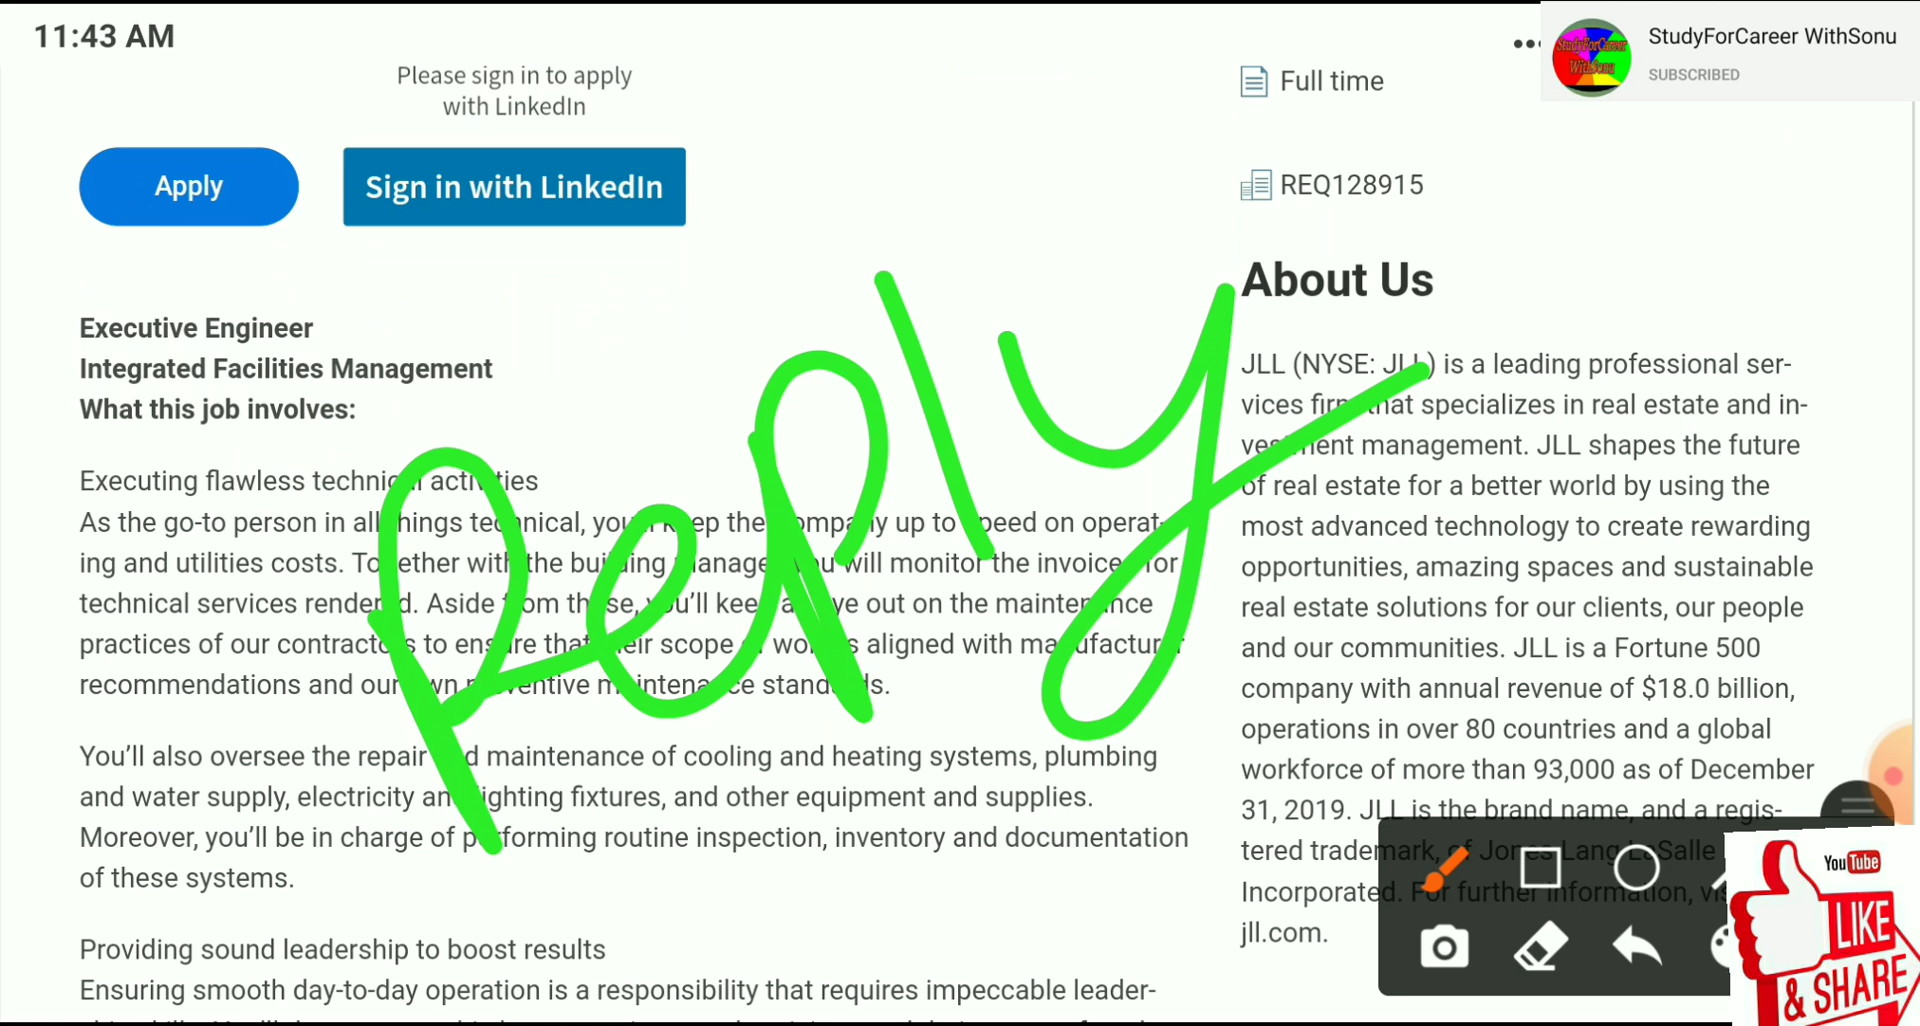 11:43 AM
StudyForCareer WithSonu
SUBSCRIBED
StudyForCareer
WithSonu
Please sign in to apply
with LinkedIn
Apply
Sign in with LinkedIn
Full time
REQ128915
Executive Engineer
Integrated Facilities Management
What this job involves:
Executing flawless technical activities
As the go-to person in all things technical, you'll keep the company up to speed on operat-
ing and utilities costs. Together with the building manager, you will monitor the invoices for
technical services rendered. Aside from these, you'll keep an eye out on the maintenance
practices of our contractors to ensure that their scope of work is aligned with manufacturer
recommendations and our own preventive maintenance standards.
You'll also oversee the repair and maintenance of cooling and heating systems, plumbing
and water supply, electricity and lighting fixtures, and other equipment and supplies.
Moreover, you'll be in charge of performing routine inspection, inventory and documentation
of these systems.
Providing sound leadership to boost results
Ensuring smooth day-to-day operation is a responsibility that requires impeccable leader-
Peply
About Us
JLL (NYSE: JLL) is a leading professional ser-
vices firm that specializes in real estate and in-
vestment management. JLL shapes the future
of real estate for a better world by using the
most advanced technology to create rewarding
opportunities, amazing spaces and sustainable
real estate solutions for our clients, our people
and our communities. JLL is a Fortune 500
company with annual revenue of $18.0 billion,
operations in over 80 countries and a global
workforce of more than 93,000 as of December
31, 2019. JLL is the brand name, and a regis-
tered trademark, of Jones Lang LaSalle
Incorporated. For further information,
jll.com.
YouTube
LIKE
& SHARE